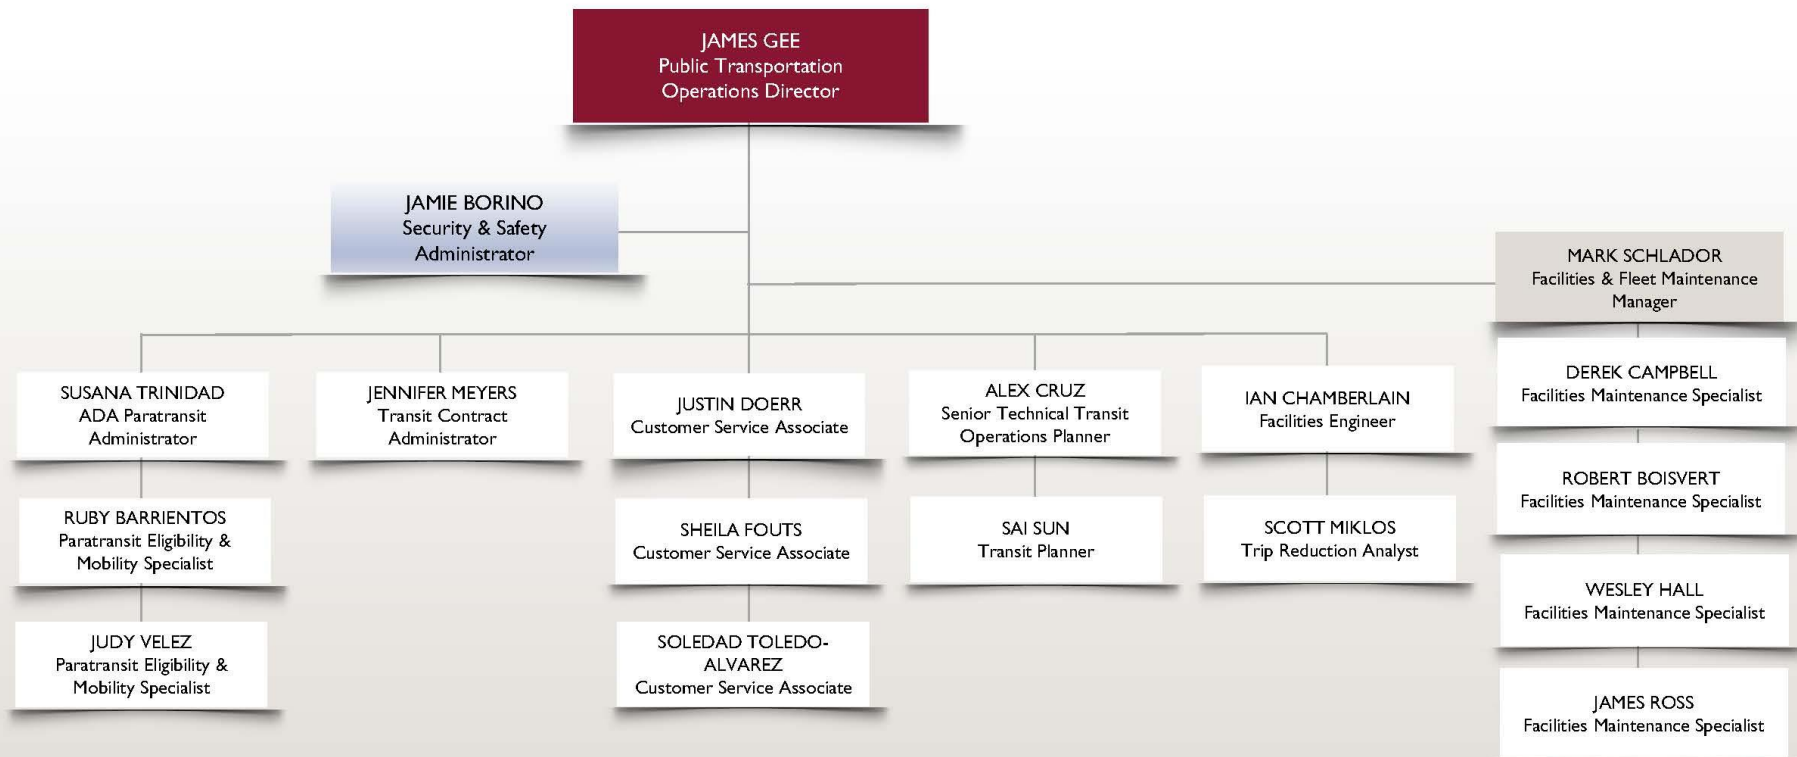 JAMES GEE
Public Transportation
Operations Director
JAMIE BORINO
Security & Safety
Administrator
MARK SCHLADOR
Facilities & Fleet Maintenance
Manager
SUSANA TRINIDAD
ADA Paratransit
Administrator
JENNIFER MEYERS
Transit Contract
Administrator
JUSTIN DOERR
Customer Service Associate
ALEX CRUZ
Senior Technical Transit
Operations Planner
IAN CHAMBERLAIN
Facilities Engineer
DEREK CAMPBELL
Facilities Maintenance Specialist
RUBY BARRIENTOS
Paratransit Eligibility &
Mobility Specialist
SHEILA FOUTS
Customer Service Associate
SAI SUN
Transit Planner
SCOTT MIKLOS
Trip Reduction Analyst
ROBERT BOISVERT
Facilities Maintenance Specialist
WESLEY HALL
Facilities Maintenance Specialist
JUDY VELEZ
Paratransit Eligibility &
Mobility Specialist
SOLEDAD TOLEDO-
ALVAREZ
Customer Service Associate
JAMES ROSS
Facilities Maintenance Specialist